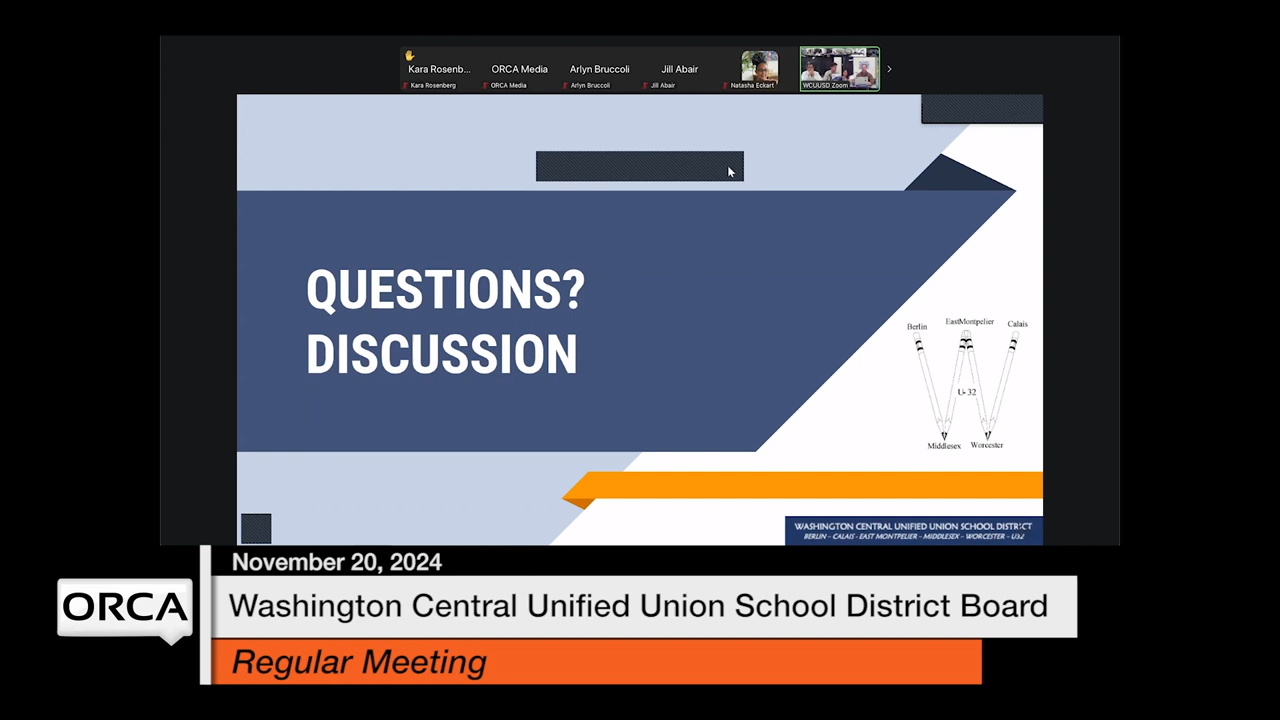 Kara Rosenb...
ORCA Media
Arlyn Bruccoli
Jill Abair
Kara Rosenberg
ORCA Media
Arlyn Bruccoli
Jill Abair
Natasha Eckart
WCUUSD Zoom
QUESTIONS?
DISCUSSION
Berlin
EastMontpelier
Calais
U-32
Middlesex
Worcester
WASHINGTON CENTRAL UNIFIED UNION SCHOOL DISTRICT
BERLIN – CALAIS - EAST MONTPELIER – MIDDLESEX – WORCESTER – U32
November 20, 2024
ORCA
Washington Central Unified Union School District Board
Regular Meeting